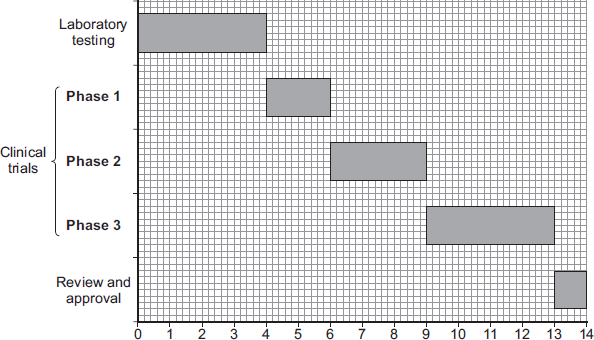 Laboratory
testing
Phase 1
Clinical
trials
Phase 2
Phase 3
Review and
approval
0 1 2 3 4 5 6 7 8 9 10 11 12 13 14